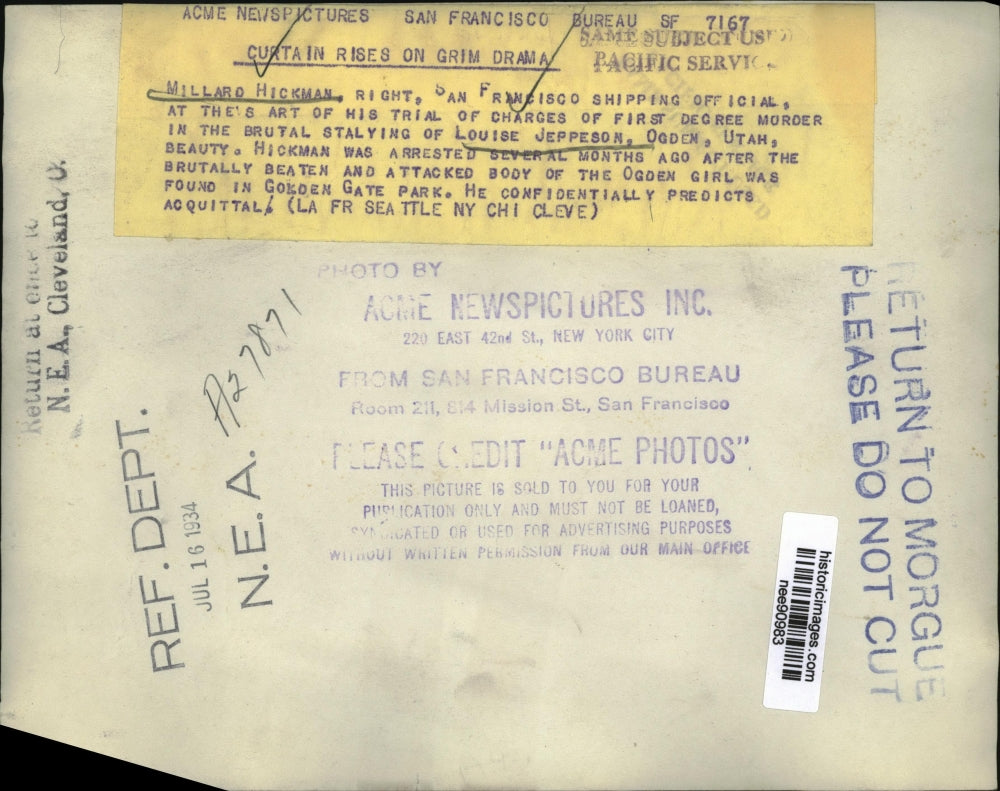 ACME NEWSPICTURES SAN FRANCISCO BUREAU SF 7167
SAME SUBJECT USED
PACIFIC SERVICE
CURTAIN RISES ON GRIM DRAMA
MILLARD HICKMAN, RIGHT, SAN FRANCISCO SHIPPING OFFICIAL,
AT THE S ART OF HIS TRIAL OF CHARGES OF FIRST DEGREE MURDER
IN THE BRUTAL STALYING OF LOUISE JEPPESON, OGDEN, UTAH,
BEAUTY. HICKMAN WAS ARRESTED SEVERAL MONTHS AGO AFTER THE
BRUTALLY BEATEN AND ATTACKED BODY OF THE OGDEN GIRL WAS
FOUND IN GOLDEN GATE PARK. HE CONFIDENTIALLY PREDICTS
ACQUITTAL! (LA FR SEATTLE NY CHI CLEVE)
Return at once to
N. E. A., Cleveland, O.
PHOTO BY
ACME NEWSPICTURES INC.
220 EAST 42nd St., NEW YORK CITY
FROM SAN FRANCISCO BUREAU
Room 211, 814 Mission St., San Francisco
PLEASE CREDIT "ACME PHOTOS"
THIS PICTURE IS SOLD TO YOU FOR YOUR
PUBLICATION ONLY AND MUST NOT BE LOANED,
SYNDICATED OR USED FOR ADVERTISING PURPOSES
WITHOUT WRITTEN PERMISSION FROM OUR MAIN OFFICE
REF. DEPT.
JUL 16 1934
N. E. A.
RETURN TO MORGUE
PLEASE DO NOT CUT
historicimages.com
nee90983